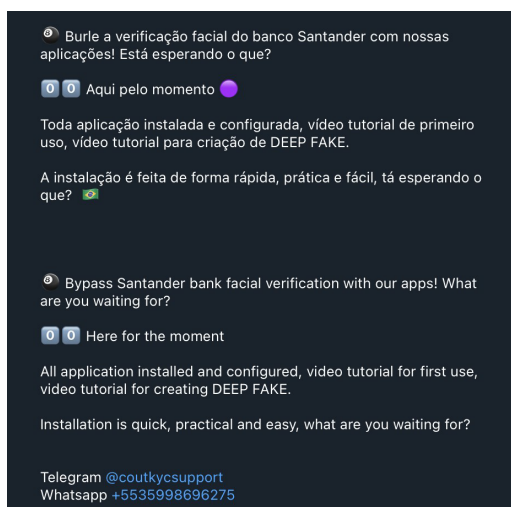 🎱 Burle a verificação facial do banco Santander com nossas
aplicações! Está esperando o que?
0️⃣0️⃣ Aqui pelo momento 🟣
Toda aplicação instalada e configurada, vídeo tutorial de primeiro
uso, vídeo tutorial para criação de DEEP FAKE.
A instalação é feita de forma rápida, prática e fácil, tá esperando o
que? 🇧🇷
🎱 Bypass Santander bank facial verification with our apps! What
are you waiting for?
0️⃣0️⃣ Here for the moment
All application installed and configured, video tutorial for first use,
video tutorial for creating DEEP FAKE.
Installation is quick, practical and easy, what are you waiting for?
Telegram @coutkycsupport
Whatsapp +5535998696275